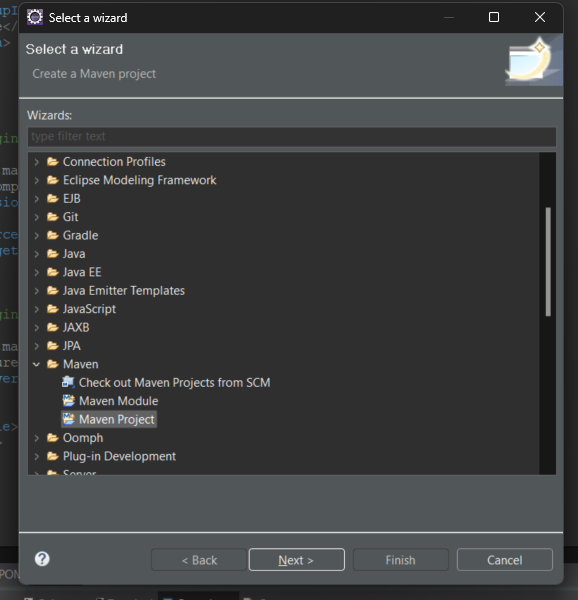 Select a wizard
Select a wizard
Create a Maven project
Wizards:
type filter text
Connection Profiles
Eclipse Modeling Framework
EJB
Git
Gradle
Java
Java EE
Java Emitter Templates
JavaScript
JAXB
JPA
Maven
Check out Maven Projects from SCM
Maven Module
Maven Project
Oomph
Plug-in Development
Server
< Back
Next >
Finish
Cancel